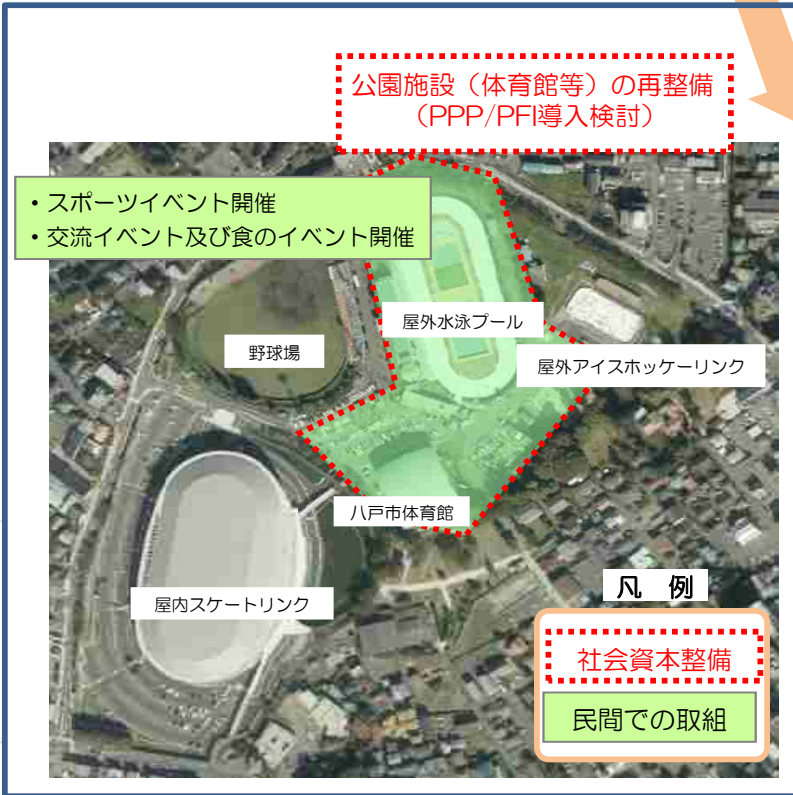 公園施設（体育館等）の再整備
（PPP/PFI導入検討）
・スポーツイベント開催
・交流イベント及び食のイベント開催
屋外水泳プール
野球場
屋外アイスホッケーリンク
八戸市体育館
屋内スケートリンク
凡　例
社会資本整備
民間での取組